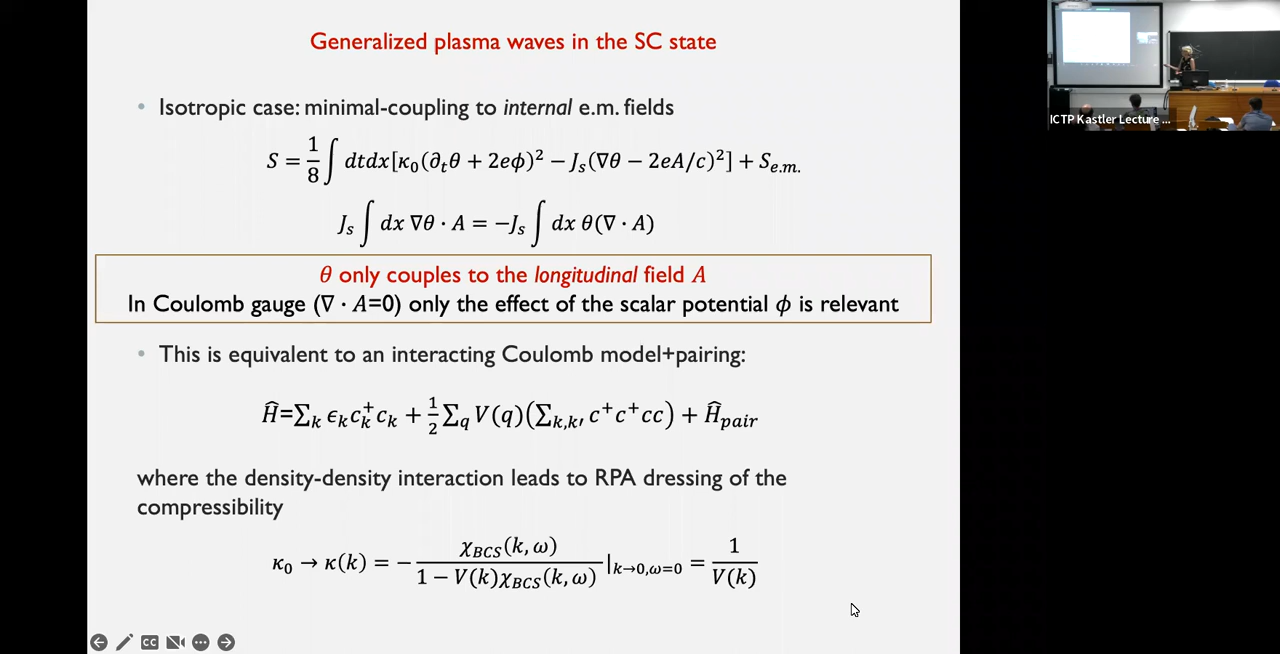 Generalized plasma waves in the SC state
• Isotropic case: minimal-coupling to internal e.m. fields
S = 1/8 ∫ dtdx[κ₀(∂ₜθ + 2eϕ)² − Jₛ(∇θ − 2eA/c)²] + Sₑ.ₘ.
Jₛ ∫ dx ∇θ · A = −Jₛ ∫ dx θ(∇ · A)
θ only couples to the longitudinal field A
In Coulomb gauge (∇ · A=0) only the effect of the scalar potential ϕ is relevant
• This is equivalent to an interacting Coulomb model+pairing:
Ĥ=∑ₖ ϵₖcₖ⁺cₖ + 1/2 ∑_q V(q)(∑ₖ,ₖ′ c⁺c⁺cc) + Ĥ_pair
where the density-density interaction leads to RPA dressing of the
compressibility
κ₀ → κ(k) = − χ_BCS(k, ω) / (1 − V(k)χ_BCS(k, ω)) |ₖ→₀,ω₌₀ = 1/V(k)
CC
ICTP Kastler Lecture ...